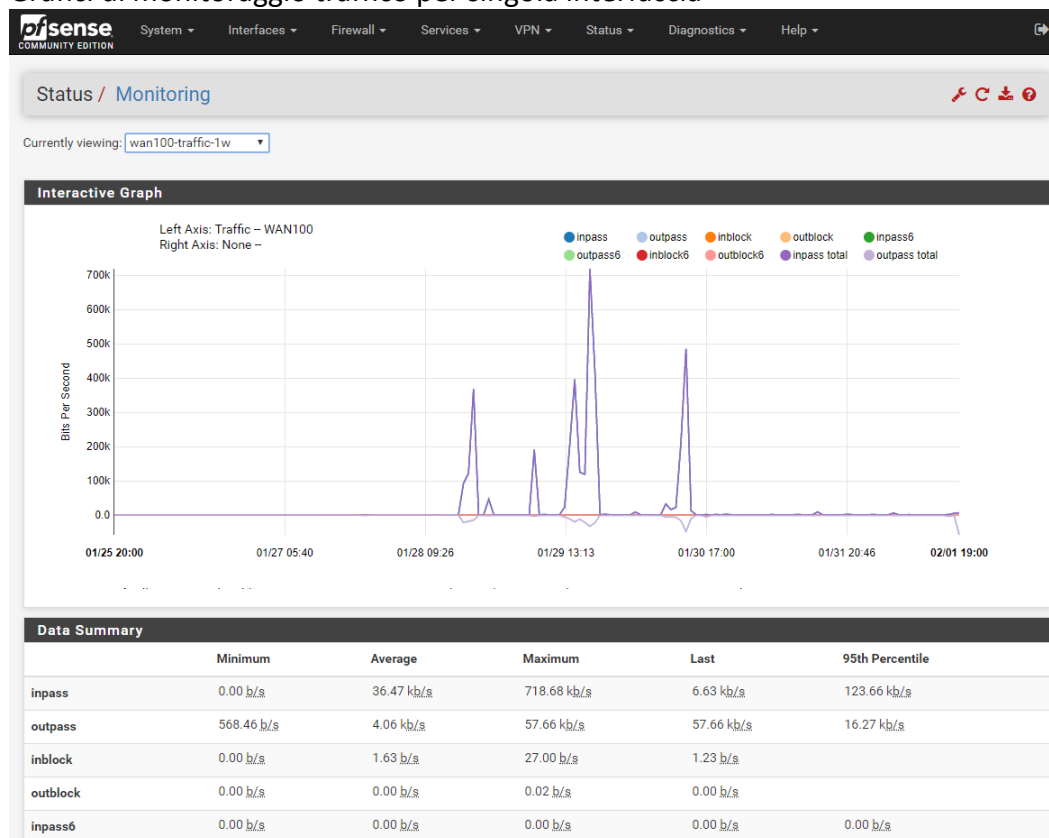 Grafici di monitoraggio traffico per singola interfaccia
pfsense COMMUNITY EDITION System Interfaces Firewall Services VPN Status Diagnostics Help
Status / Monitoring
Currently viewing: wan100-traffic-1w
Interactive Graph
Left Axis: Traffic -- WAN100
Right Axis: None --
inpass outpass inblock outblock inpass6
outpass6 inblock6 outblock6 inpass total outpass total
Bits Per Second
700k
600k
500k
400k
300k
200k
100k
0.0
01/25 20:00 01/27 05:40 01/28 09:26 01/29 13:13 01/30 17:00 01/31 20:46 02/01 19:00
Data Summary
Minimum Average Maximum Last 95th Percentile
inpass 0.00 b/s 36.47 kb/s 718.68 kb/s 6.63 kb/s 123.66 kb/s
outpass 568.46 b/s 4.06 kb/s 57.66 kb/s 57.66 kb/s 16.27 kb/s
inblock 0.00 b/s 1.63 b/s 27.00 b/s 1.23 b/s
outblock 0.00 b/s 0.00 b/s 0.02 b/s 0.00 b/s
inpass6 0.00 b/s 0.00 b/s 0.00 b/s 0.00 b/s 0.00 b/s